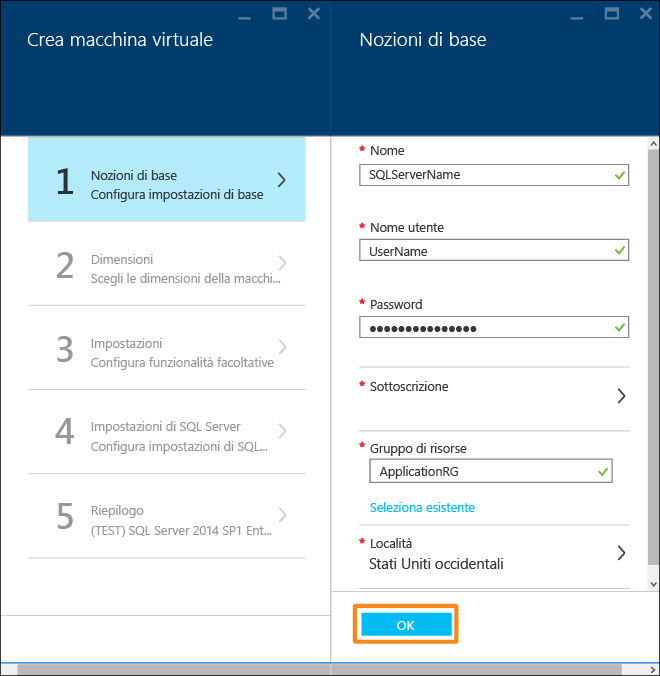 Crea macchina virtuale
1
Nozioni di base
Configura impostazioni di base
2
Dimensioni
Scegli le dimensioni della macchi...
3
Impostazioni
Configura funzionalità facoltative
4
Impostazioni di SQL Server
Configura impostazioni di SQL...
5
Riepilogo
(TEST) SQL Server 2014 SP1 Ent...
Nozioni di base
* Nome
SQLServerName
* Nome utente
UserName
* Password
●●●●●●●●●●●●●●●
* Sottoscrizione
* Gruppo di risorse
ApplicationRG
Seleziona esistente
* Località
Stati Uniti occidentali
OK